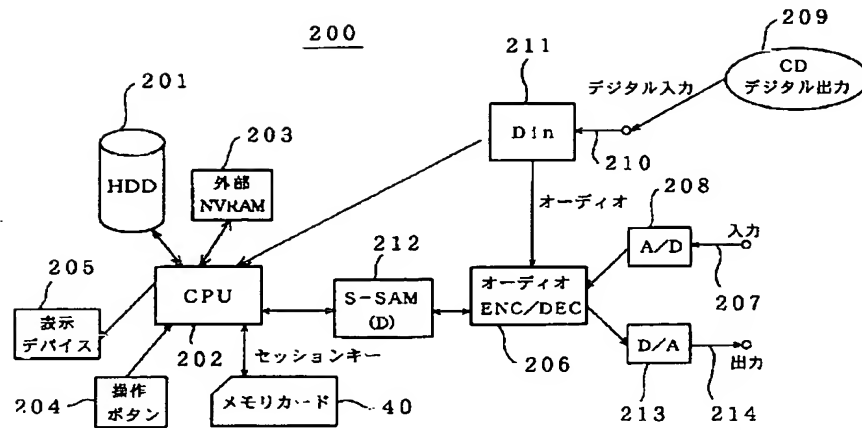 200
209
211
CD
デジタル出力
デジタル入力
201
203
Din
210
外部
NVRAM
HDD
オーディオ
208
入力
A/D
207
205
212
CPU
S-SAM
(D)
オーディオ
ENC/DEC
表示
デバイス
202
セッションキー
206
D/A
出力
213
214
204
操作
ボタン
メモリカード
40